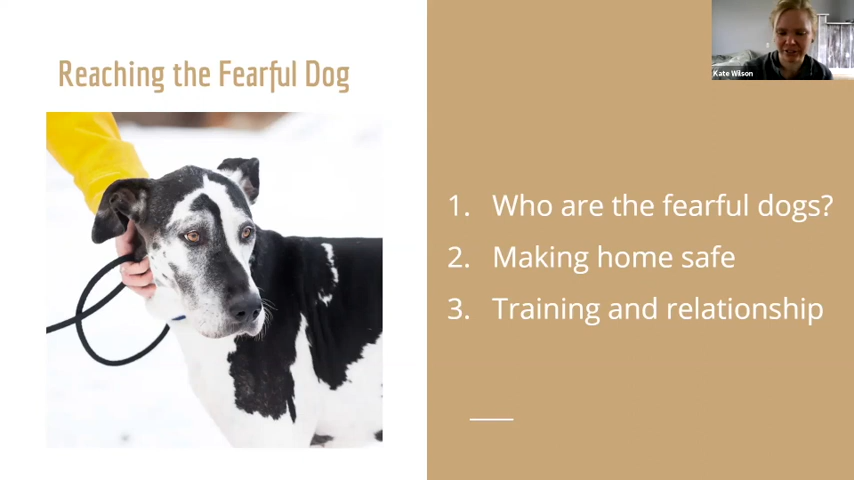 Reaching the Fearful Dog
Kate Wilson
1. Who are the fearful dogs?
2. Making home safe
3. Training and relationship